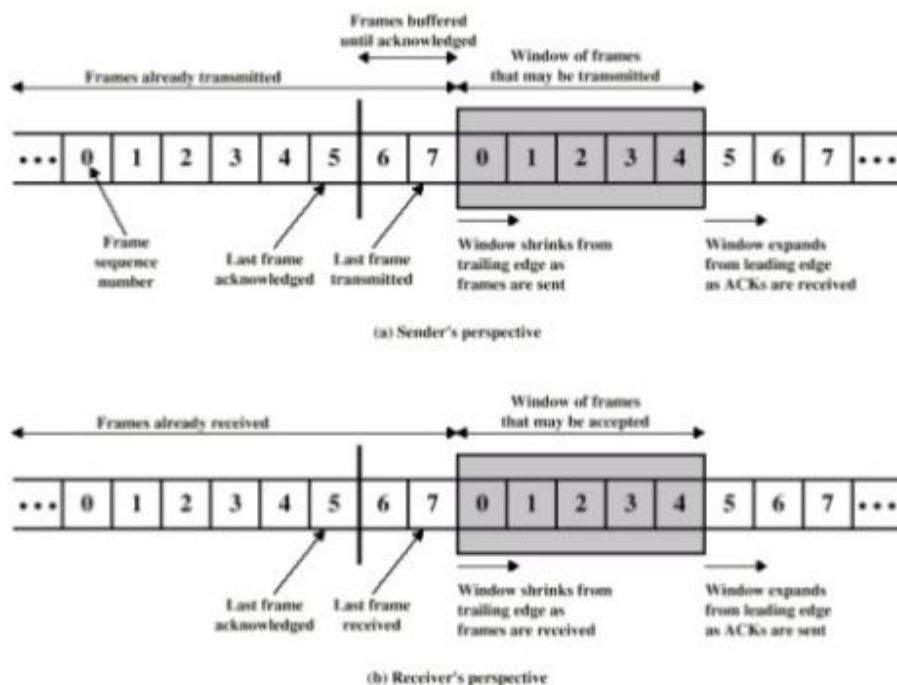 Frames buffered
until acknowledged
Window of frames
that may be transmitted
Frames already transmitted
••• 0 1 2 3 4 5 6 7 0 1 2 3 4 5 6 7 •••
Frame
sequence
number
Last frame
acknowledged
Last frame
transmitted
Window shrinks from
trailing edge as
frames are sent
Window expands
from leading edge
as ACKs are received
(a) Sender's perspective
Window of frames
that may be accepted
Frames already received
••• 0 1 2 3 4 5 6 7 0 1 2 3 4 5 6 7 •••
Last frame
acknowledged
Last frame
received
Window shrinks from
trailing edge as
frames are received
Window expands
from leading edge
as ACKs are sent
(b) Receiver's perspective